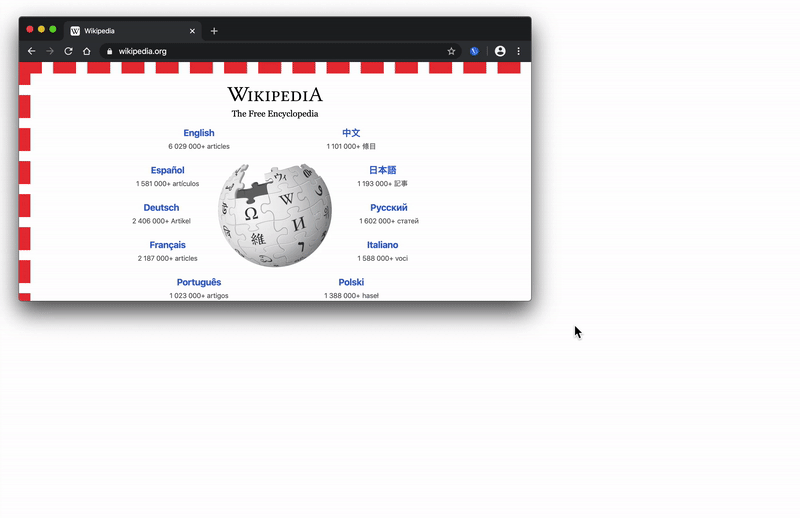 Wikipedia
wikipedia.org
WIKIPEDIA
The Free Encyclopedia
English
6 029 000+ articles
中文
1 101 000+ 條目
Español
1 581 000+ artículos
日本語
1 193 000+ 記事
Deutsch
2 406 000+ Artikel
Русский
1 602 000+ статей
Français
2 187 000+ articles
Italiano
1 588 000+ voci
Português
1 023 000+ artigos
Polski
1 388 000+ haseł
W
Ω
W
И
維